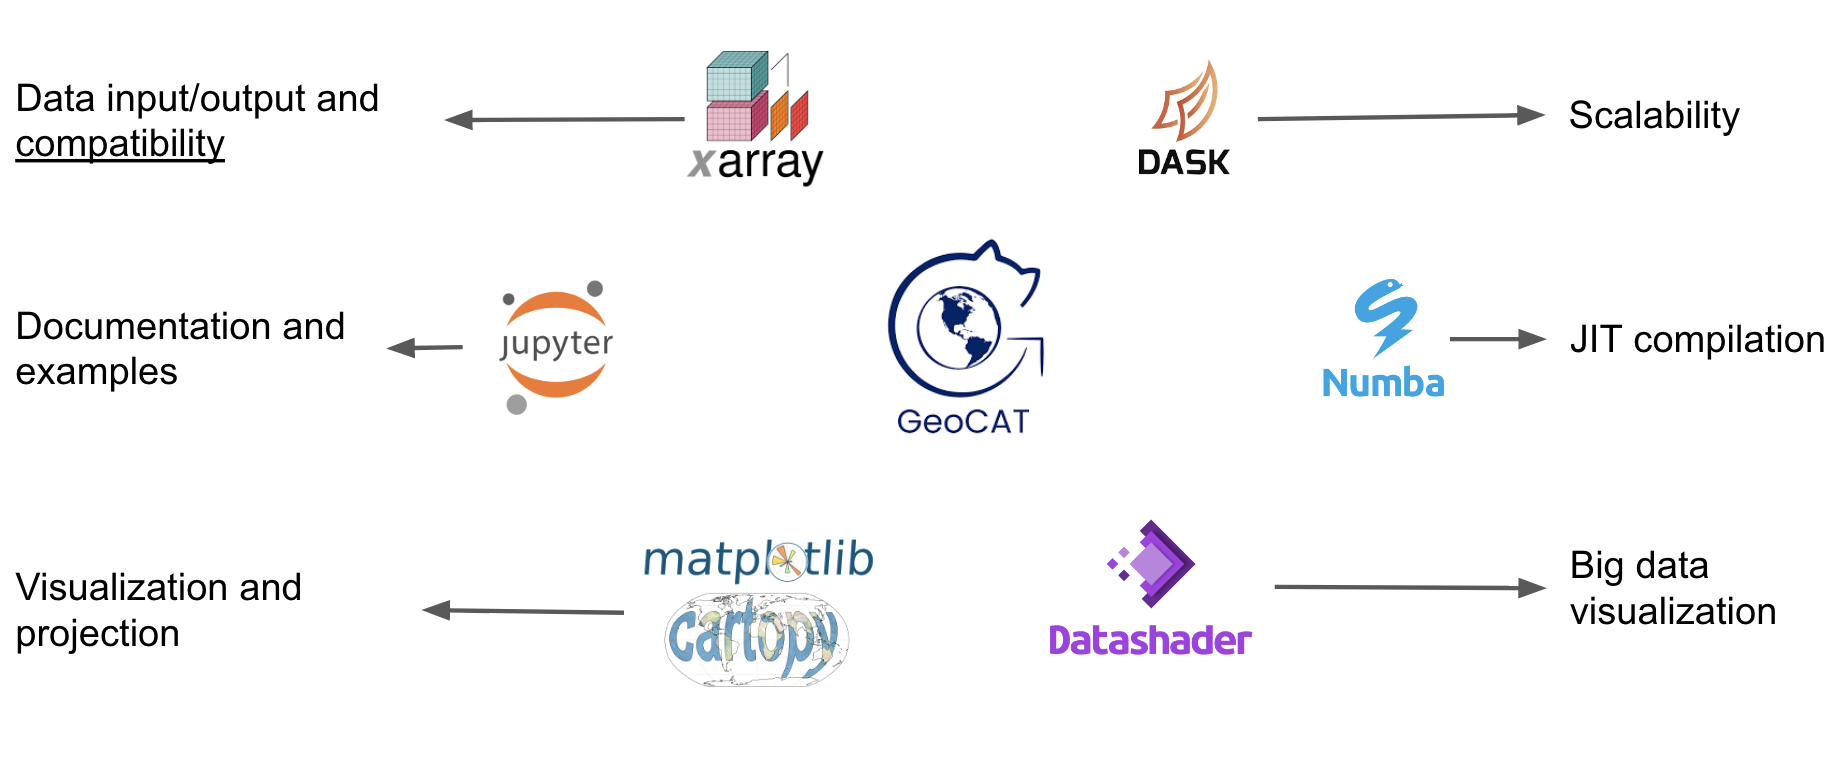 Data input/output and
compatibility
xarray
DASK
Scalability
Documentation and
examples
jupyter
GeoCAT
Numba
JIT compilation
Visualization and
projection
matplotlib
cartopy
Datashader
Big data
visualization